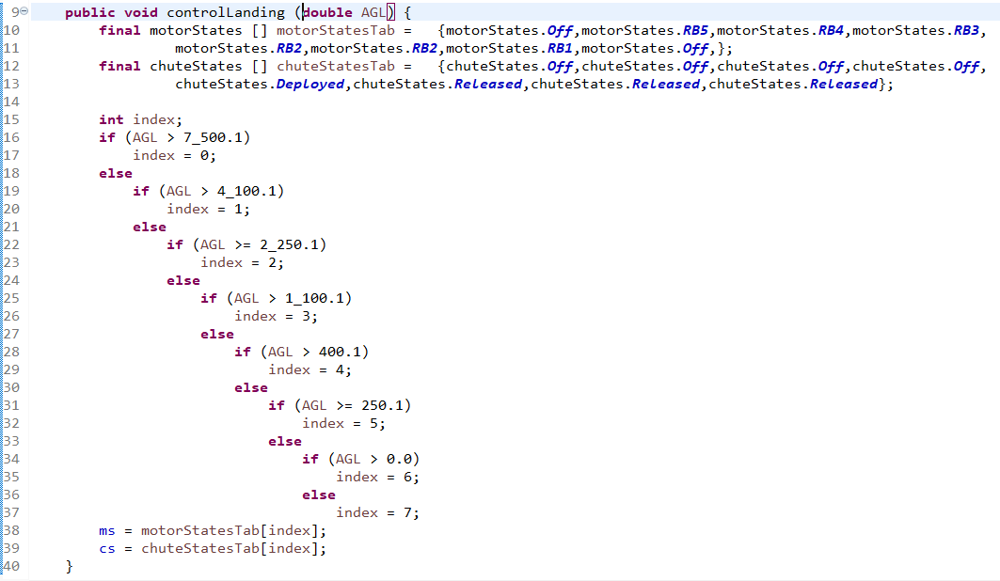 9 public void controlLanding (double AGL) {
10 final motorStates [] motorStatesTab = {motorStates.Off,motorStates.RB5,motorStates.RB4,motorStates.RB3,
11 motorStates.RB2,motorStates.RB2,motorStates.RB1,motorStates.Off,};
12 final chuteStates [] chuteStatesTab = {chuteStates.Off,chuteStates.Off,chuteStates.Off,chuteStates.Off,
13 chuteStates.Deployed,chuteStates.Released,chuteStates.Released,chuteStates.Released};
14
15 int index;
16 if (AGL > 7_500.1)
17 index = 0;
18 else
19 if (AGL > 4_100.1)
20 index = 1;
21 else
22 if (AGL >= 2_250.1)
23 index = 2;
24 else
25 if (AGL > 1_100.1)
26 index = 3;
27 else
28 if (AGL > 400.1)
29 index = 4;
30 else
31 if (AGL >= 250.1)
32 index = 5;
33 else
34 if (AGL > 0.0)
35 index = 6;
36 else
37 index = 7;
38 ms = motorStatesTab[index];
39 cs = chuteStatesTab[index];
40 }